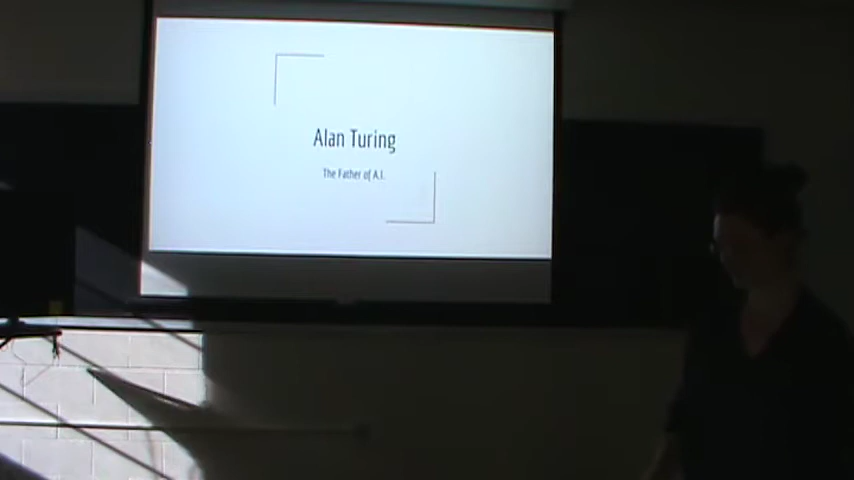 Alan Turing
The Father of A.I.